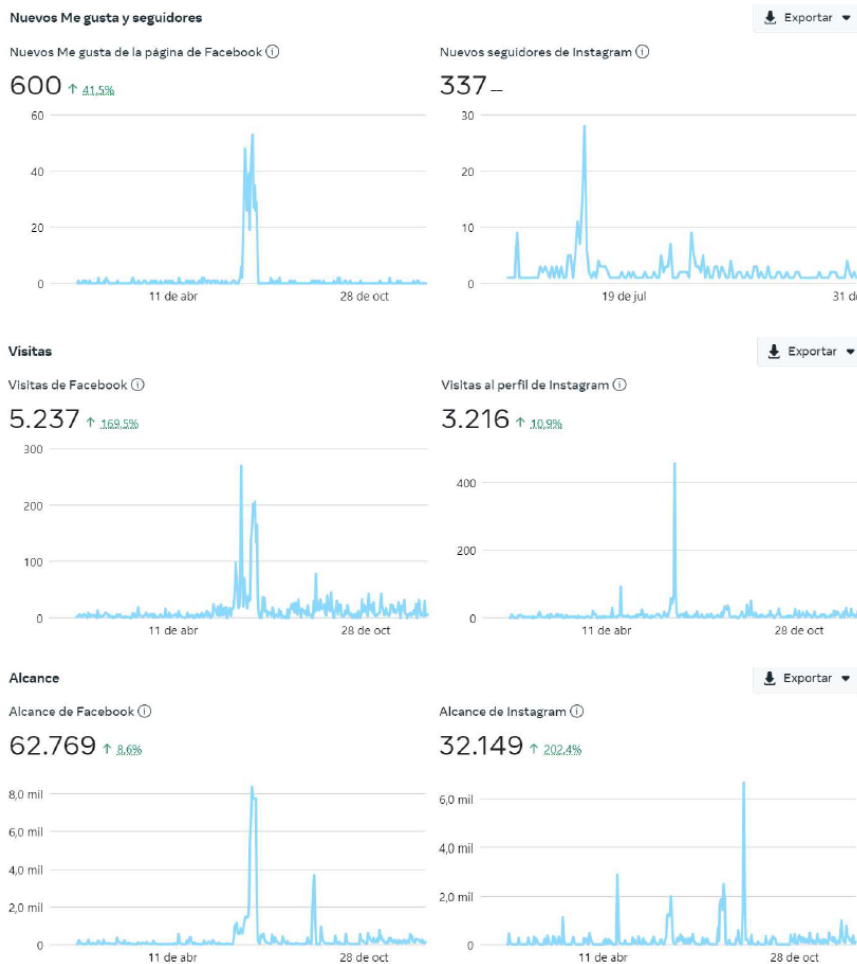 Nuevos Me gusta y seguidores
Exportar
Nuevos Me gusta de la página de Facebook
600 ↑ 41,5%
60
40
20
0
11 de abr
28 de oct
Nuevos seguidores de Instagram
337 –
30
20
10
0
19 de jul
31 d
Visitas
Exportar
Visitas de Facebook
5.237 ↑ 169,5%
300
200
100
0
11 de abr
28 de oct
Visitas al perfil de Instagram
3.216 ↑ 10,9%
400
200
0
11 de abr
28 de oct
Alcance
Exportar
Alcance de Facebook
62.769 ↑ 8,6%
8,0 mil
6,0 mil
4,0 mil
2,0 mil
0
11 de abr
28 de oct
Alcance de Instagram
32.149 ↑ 202,4%
6,0 mil
4,0 mil
2,0 mil
0
11 de abr
28 de oct